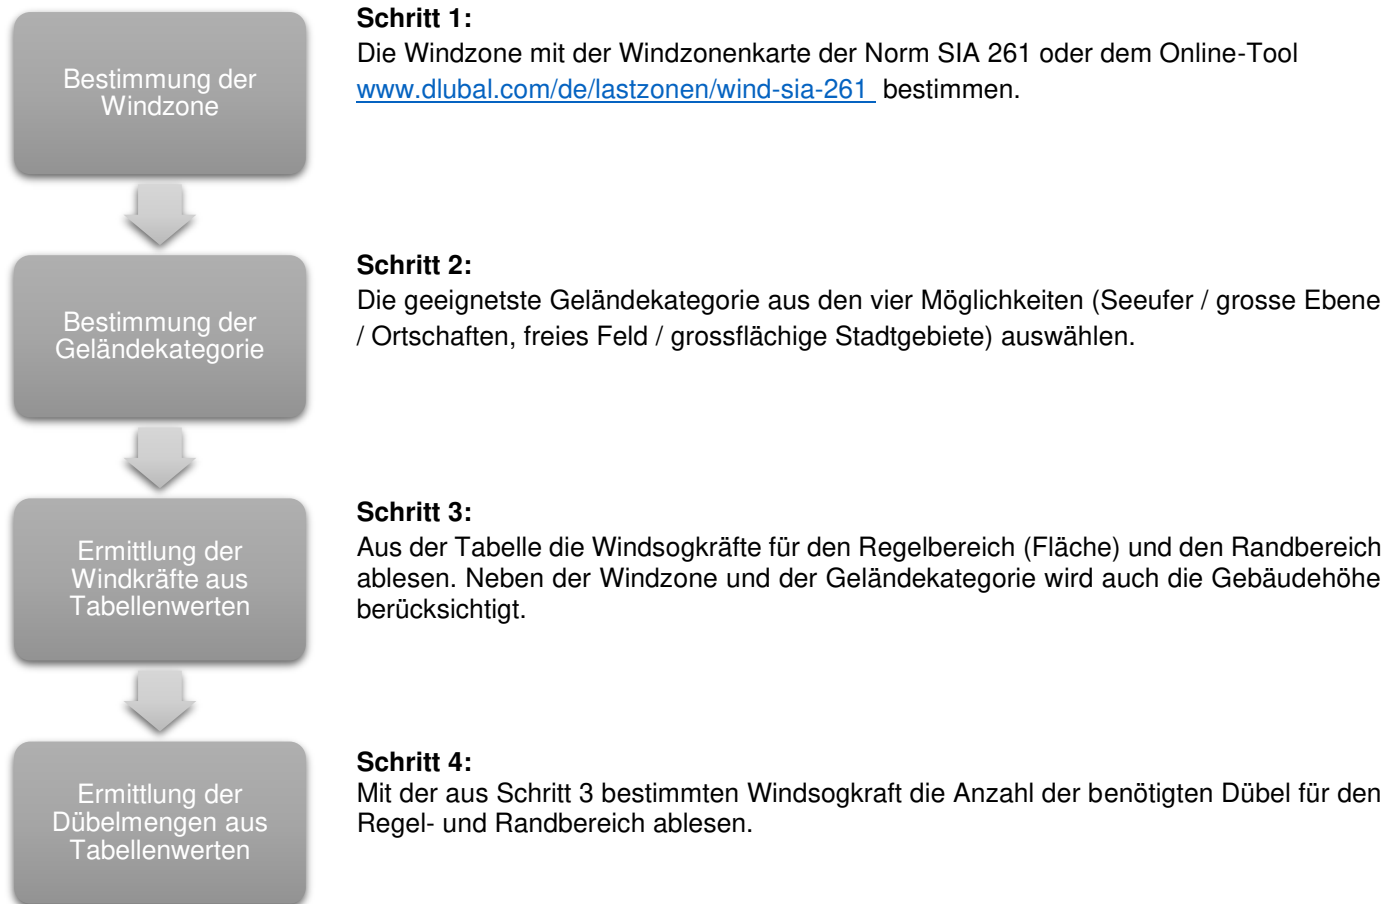 Bestimmung der
Windzone
Schritt 1:
Die Windzone mit der Windzonenkarte der Norm SIA 261 oder dem Online-Tool
www.dlubal.com/de/lastzonen/wind-sia-261 bestimmen.
Bestimmung der
Geländekategorie
Schritt 2:
Die geeignetste Geländekategorie aus den vier Möglichkeiten (Seeufer / grosse Ebene
/ Ortschaften, freies Feld / grossflächige Stadtgebiete) auswählen.
Ermittlung der
Windkräfte aus
Tabellenwerten
Schritt 3:
Aus der Tabelle die Windsogkräfte für den Regelbereich (Fläche) und den Randbereich
ablesen. Neben der Windzone und der Geländekategorie wird auch die Gebäudehöhe
berücksichtigt.
Ermittlung der
Dübelmengen aus
Tabellenwerten
Schritt 4:
Mit der aus Schritt 3 bestimmten Windsogkraft die Anzahl der benötigten Dübel für den
Regel- und Randbereich ablesen.